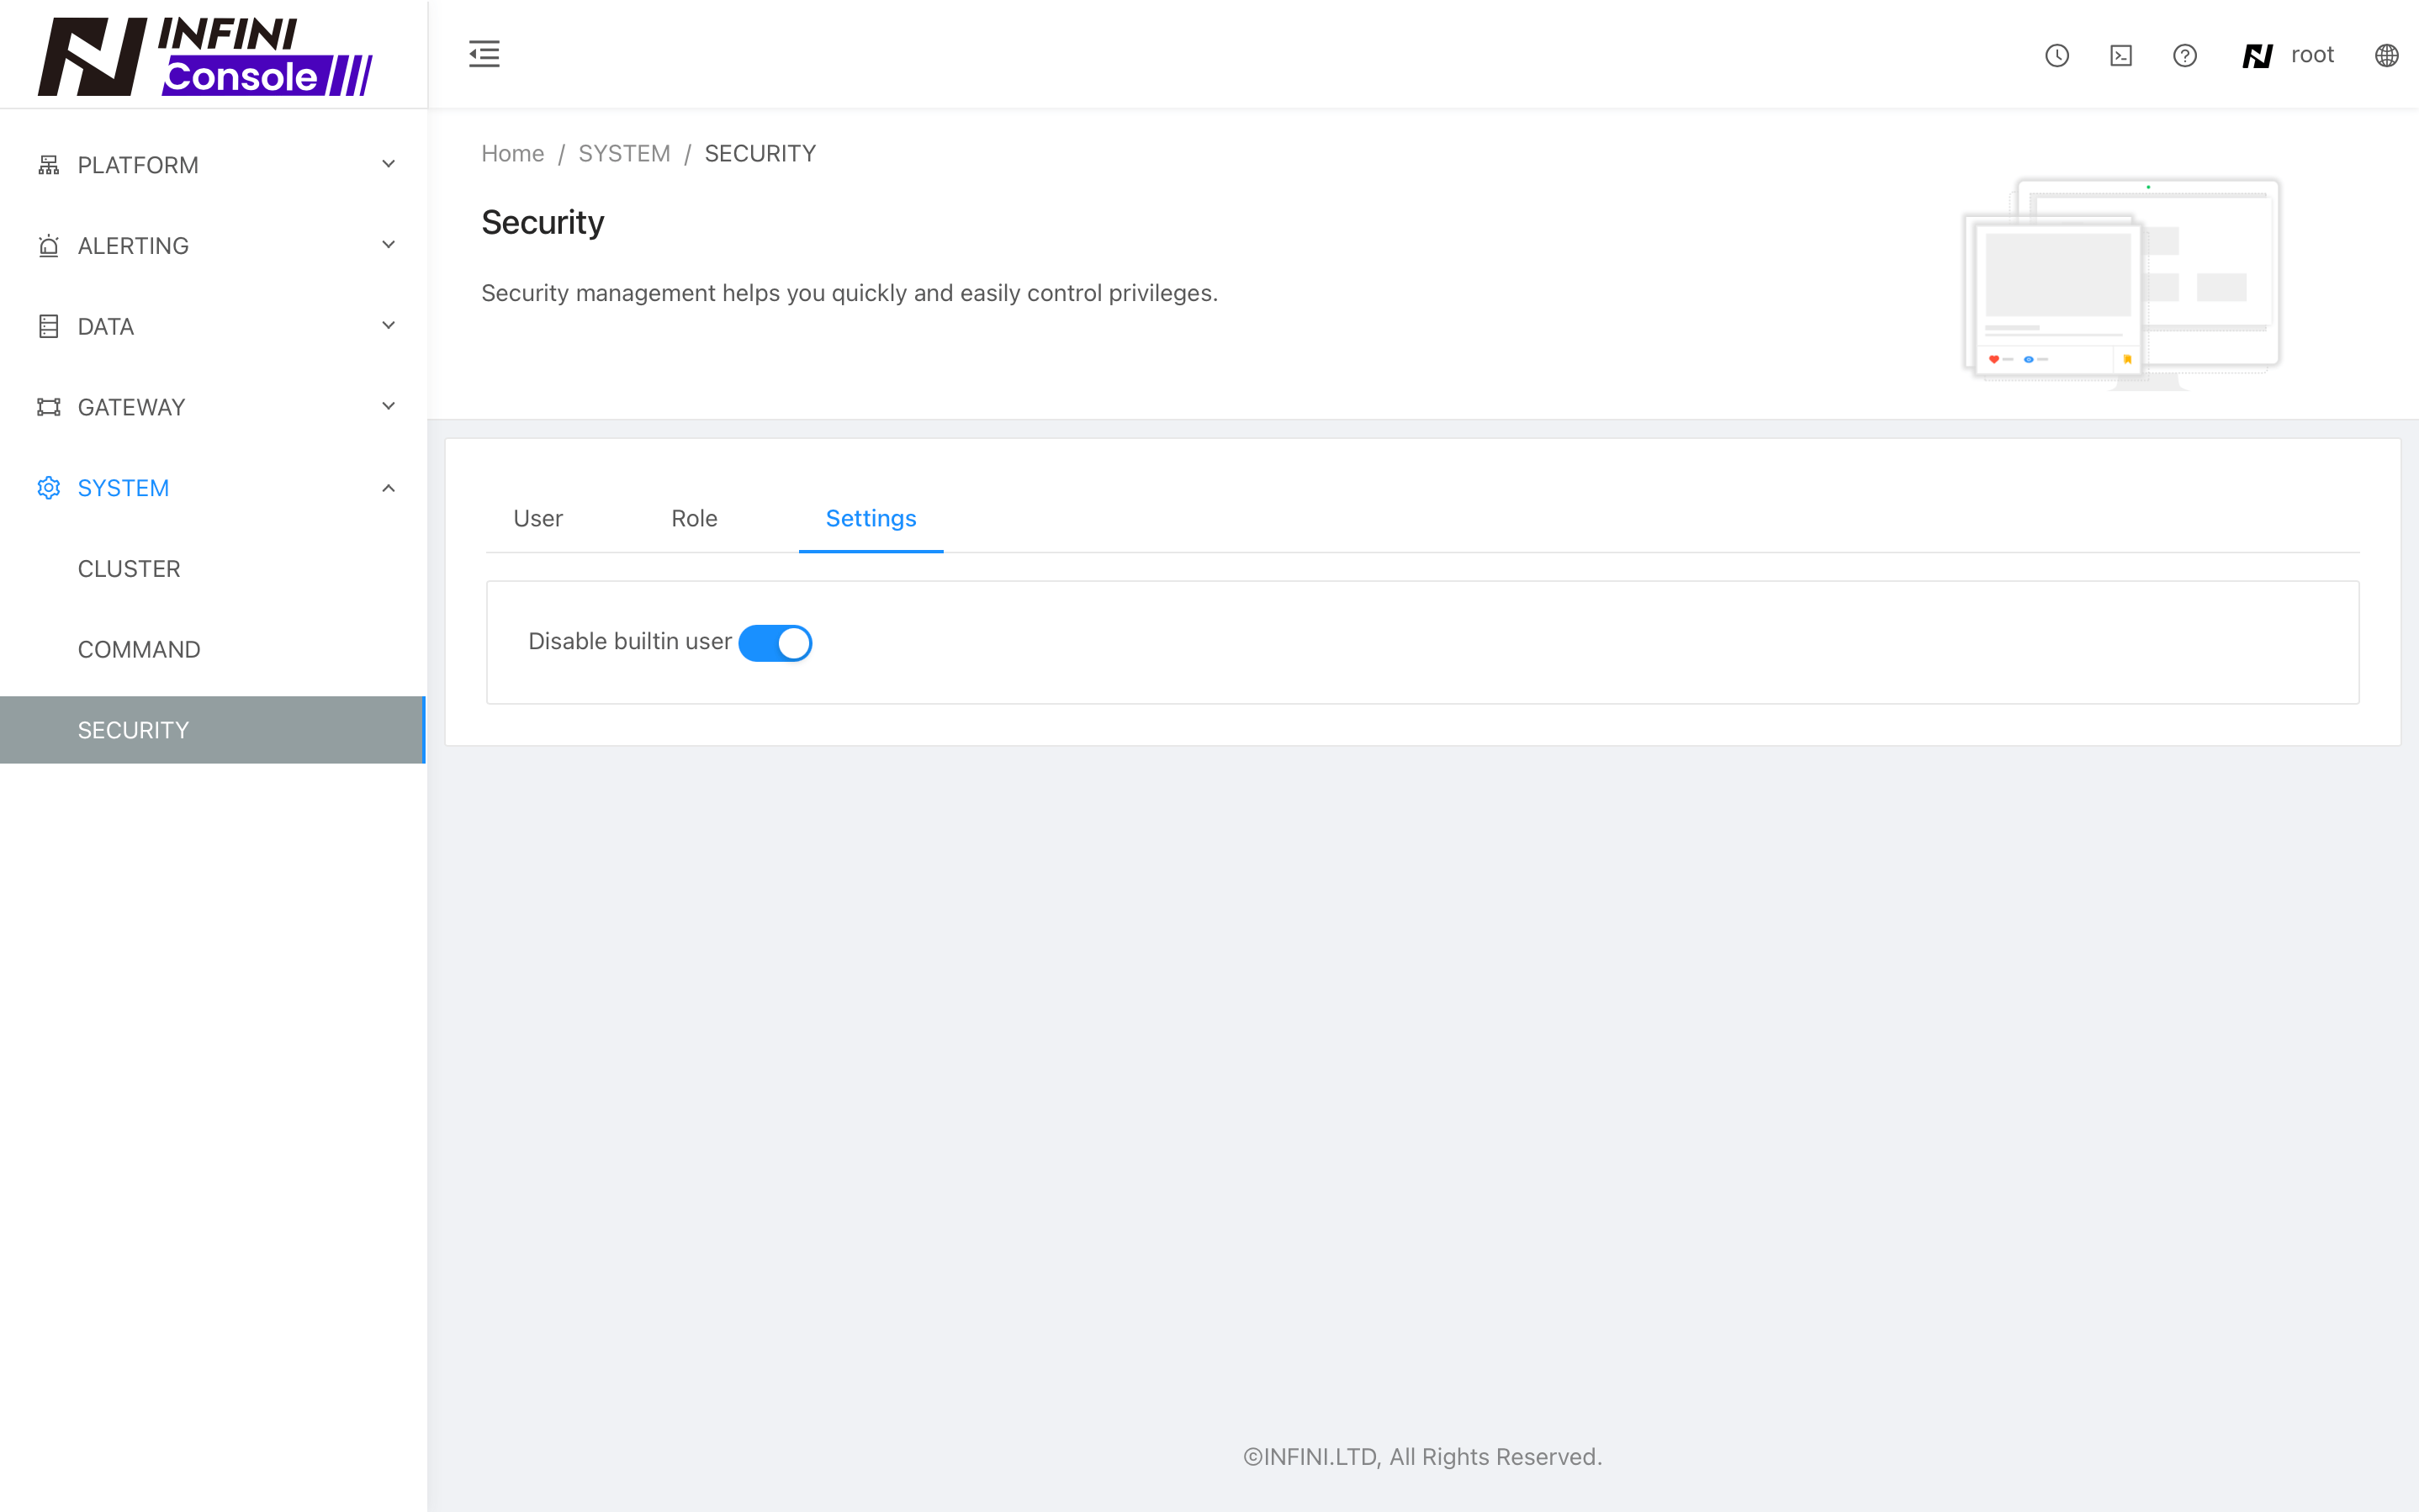 INFINI
Console
root
PLATFORM
ALERTING
DATA
GATEWAY
SYSTEM
CLUSTER
COMMAND
SECURITY
Home / SYSTEM / SECURITY
Security
Security management helps you quickly and easily control privileges.
User Role Settings
Disable builtin user
©INFINI.LTD, All Rights Reserved.